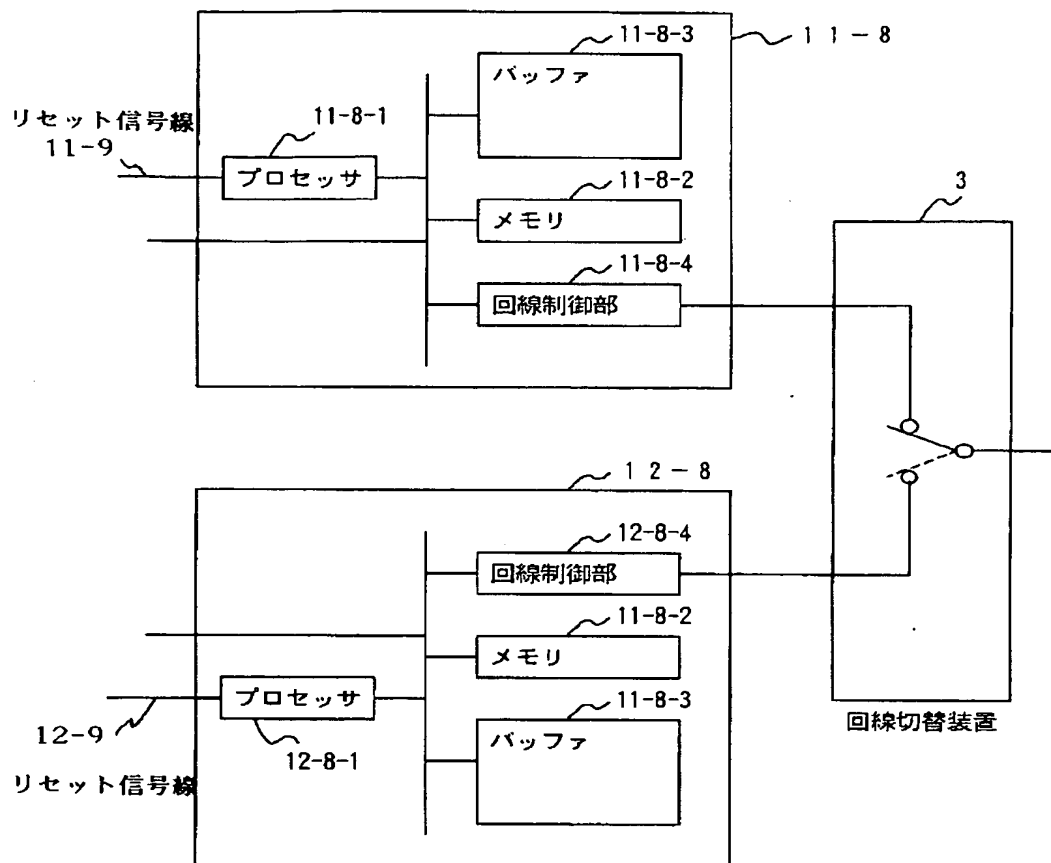 11-8-3
11-8
バッファ
リセット信号線
11-9
11-8-1
プロセッサ
11-8-2
メモリ
3
11-8-4
回線制御部
12-8
12-8-4
回線制御部
11-8-2
メモリ
プロセッサ
11-8-3
バッファ
回線切替装置
12-9
12-8-1
リセット信号線